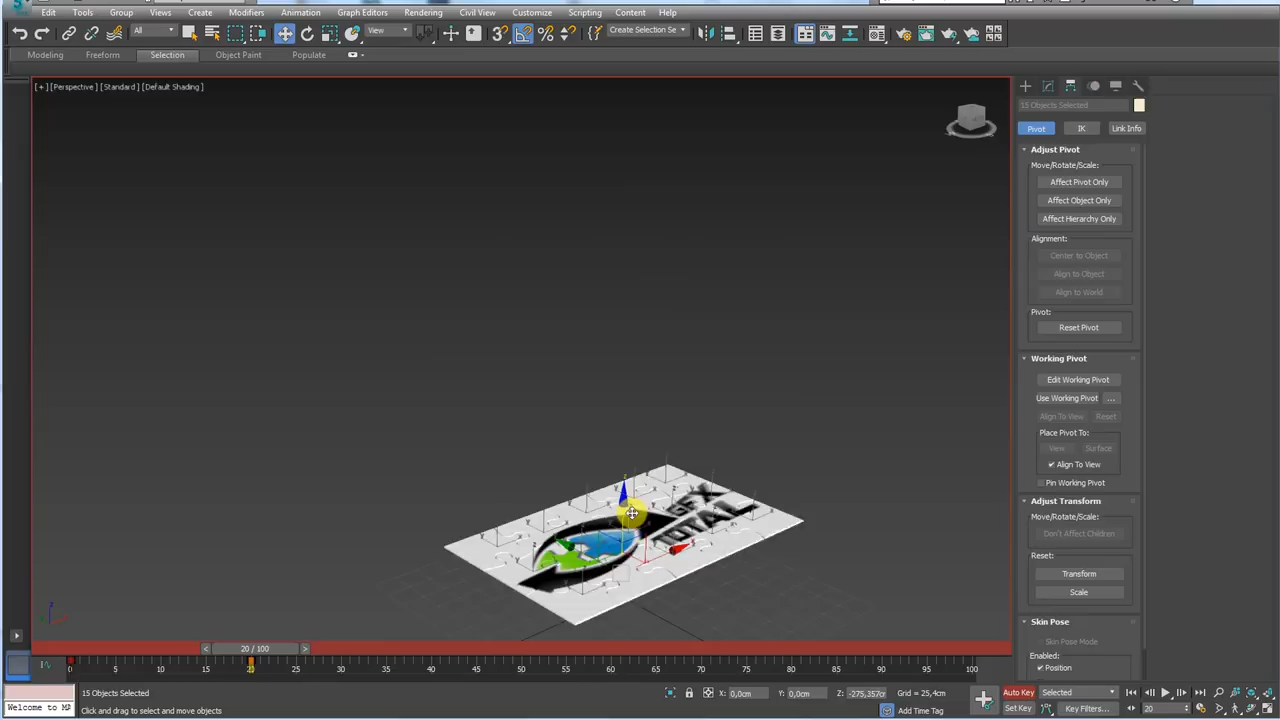 Edit Tools Group Views Create Modifiers Animation Graph Editors Rendering Civil View Customize Scripting Content Help
All View Create Selection Se
Modeling Freeform Selection Object Paint Populate
[+] [Perspective] [Standard] [Default Shading]
15 Objects Selected
Pivot IK Link Info
Adjust Pivot
Move/Rotate/Scale:
Affect Pivot Only
Affect Object Only
Affect Hierarchy Only
Alignment:
Center to Object
Align to Object
Align to World
Pivot:
Reset Pivot
Working Pivot
Edit Working Pivot
Use Working Pivot ...
Align To View Reset
Place Pivot To:
View Surface
Align To View
Pin Working Pivot
Adjust Transform
Move/Rotate/Scale:
Don't Affect Children
Reset:
Transform
Scale
Skin Pose
Skin Pose Mode
Enabled:
Position
GFX
TOTAL
< 20 / 100 >
0 5 10 15 20 25 30 35 40 45 50 55 60 65 70 75 80 85 90 95 100
15 Objects Selected X: 0,0cm Y: 0,0cm Z: -275,357c Grid = 25,4cm Auto Key Selected
Welcome to MA Click and drag to select and move objects Add Time Tag Set Key Key Filters... 20